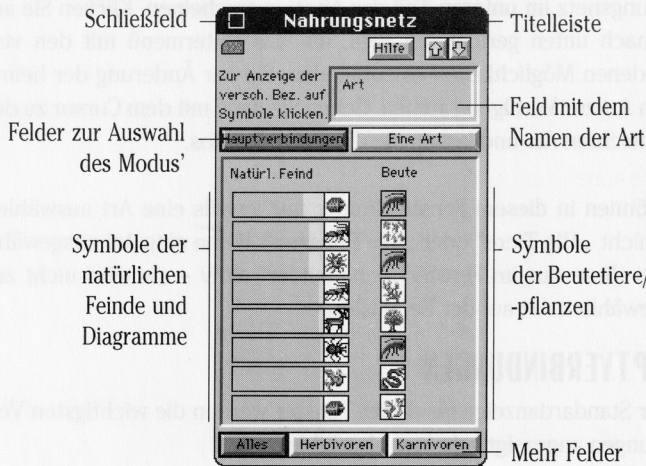 Schließfeld
Nahrungsnetz
Titelleiste
Hilfe
Zur Anzeige der
versch. Bez. auf
Symbole klicken.
Art
Feld mit dem
Namen der Art
Felder zur Auswahl
des Modus'
Hauptverbindungen
Eine Art
Natürl. Feind
Beute
Symbole der
natürlichen
Feinde und
Diagramme
Symbole
der Beutetiere/
-pflanzen
Alles
Herbivoren
Karnivoren
Mehr Felder